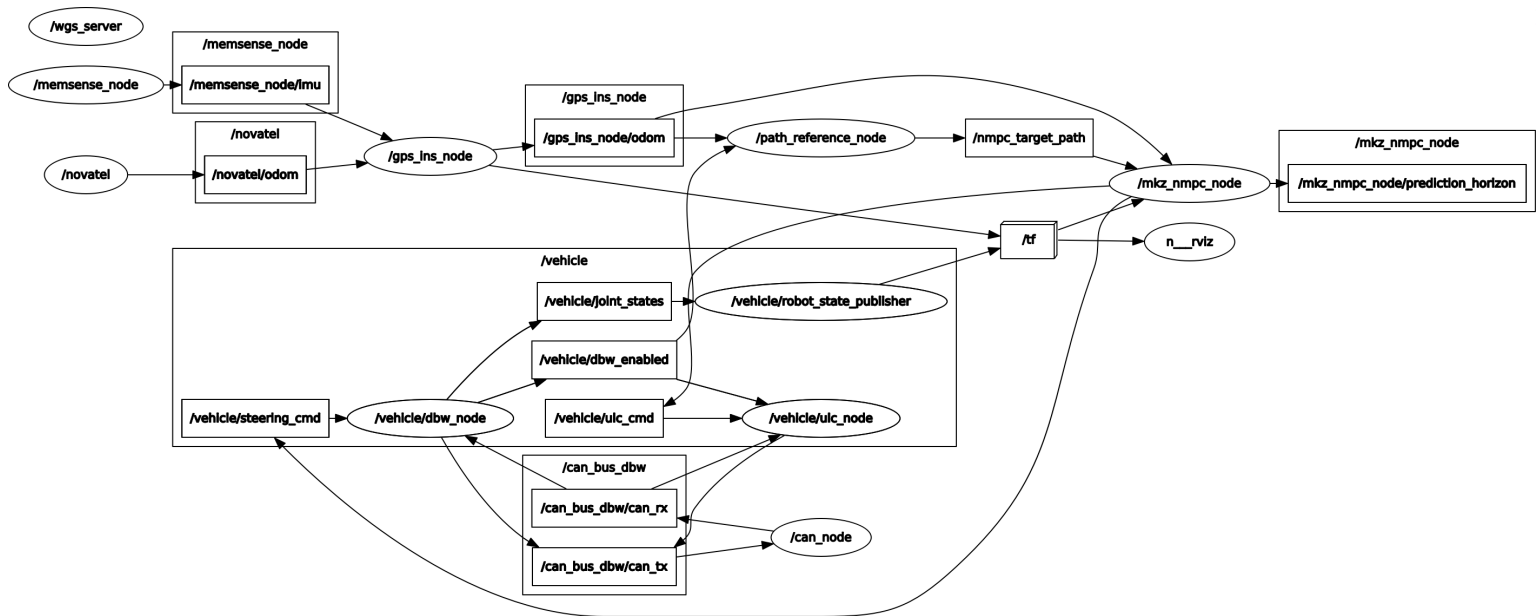 /wgs_server
/memsense_node
/memsense_node
/memsense_node/imu
/gps_ins_node
/novatel
/gps_ins_node/odom
/path_reference_node
/nmpc_target_path
/mkz_nmpc_node
/gps_ins_node
/novatel
/novatel/odom
/mkz_nmpc_node
/mkz_nmpc_node/prediction_horizon
/tf
n__rviz
/vehicle
/vehicle/joint_states
/vehicle/robot_state_publisher
/vehicle/dbw_enabled
/vehicle/steering_cmd
/vehicle/dbw_node
/vehicle/ulc_cmd
/vehicle/ulc_node
/can_bus_dbw
/can_bus_dbw/can_rx
/can_node
/can_bus_dbw/can_tx